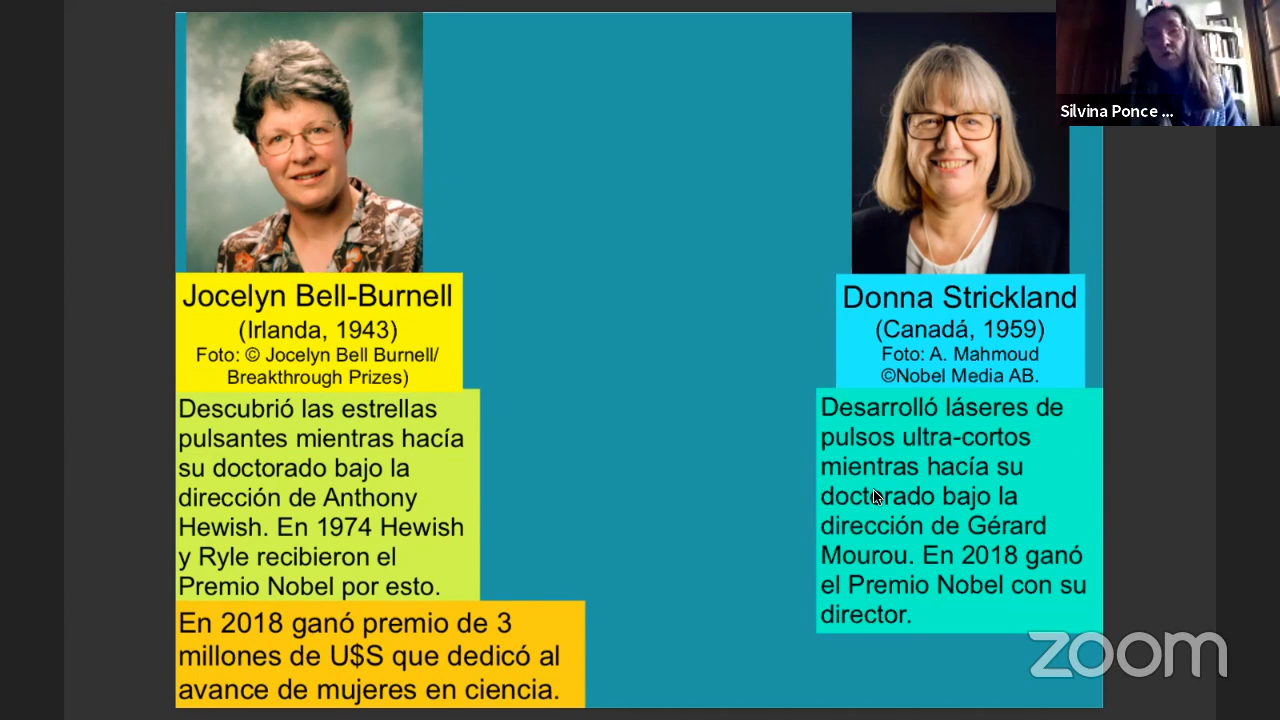 Silvina Ponce ...
Jocelyn Bell-Burnell
(Irlanda, 1943)
Foto: © Jocelyn Bell Burnell/
Breakthrough Prizes)
Descubrió las estrellas
pulsantes mientras hacía
su doctorado bajo la
dirección de Anthony
Hewish. En 1974 Hewish
y Ryle recibieron el
Premio Nobel por esto.
En 2018 ganó premio de 3
millones de U$S que dedicó al
avance de mujeres en ciencia.
Donna Strickland
(Canadá, 1959)
Foto: A. Mahmoud
©Nobel Media AB.
Desarrolló láseres de
pulsos ultra-cortos
mientras hacía su
doctorado bajo la
dirección de Gérard
Mourou. En 2018 ganó
el Premio Nobel con su
director.
zoom